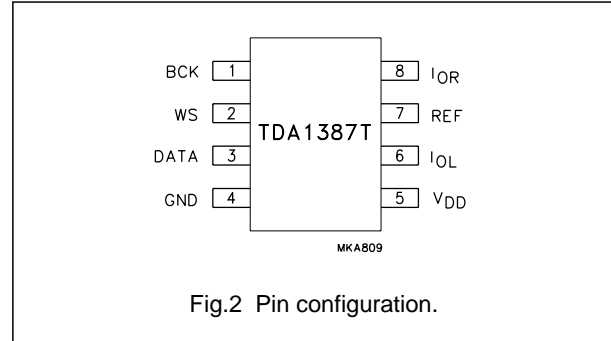 BCK 1 8 IOR
WS 2 7 REF
TDA1387T
DATA 3 6 IOL
GND 4 5 VDD
MKA809
Fig.2 Pin configuration.